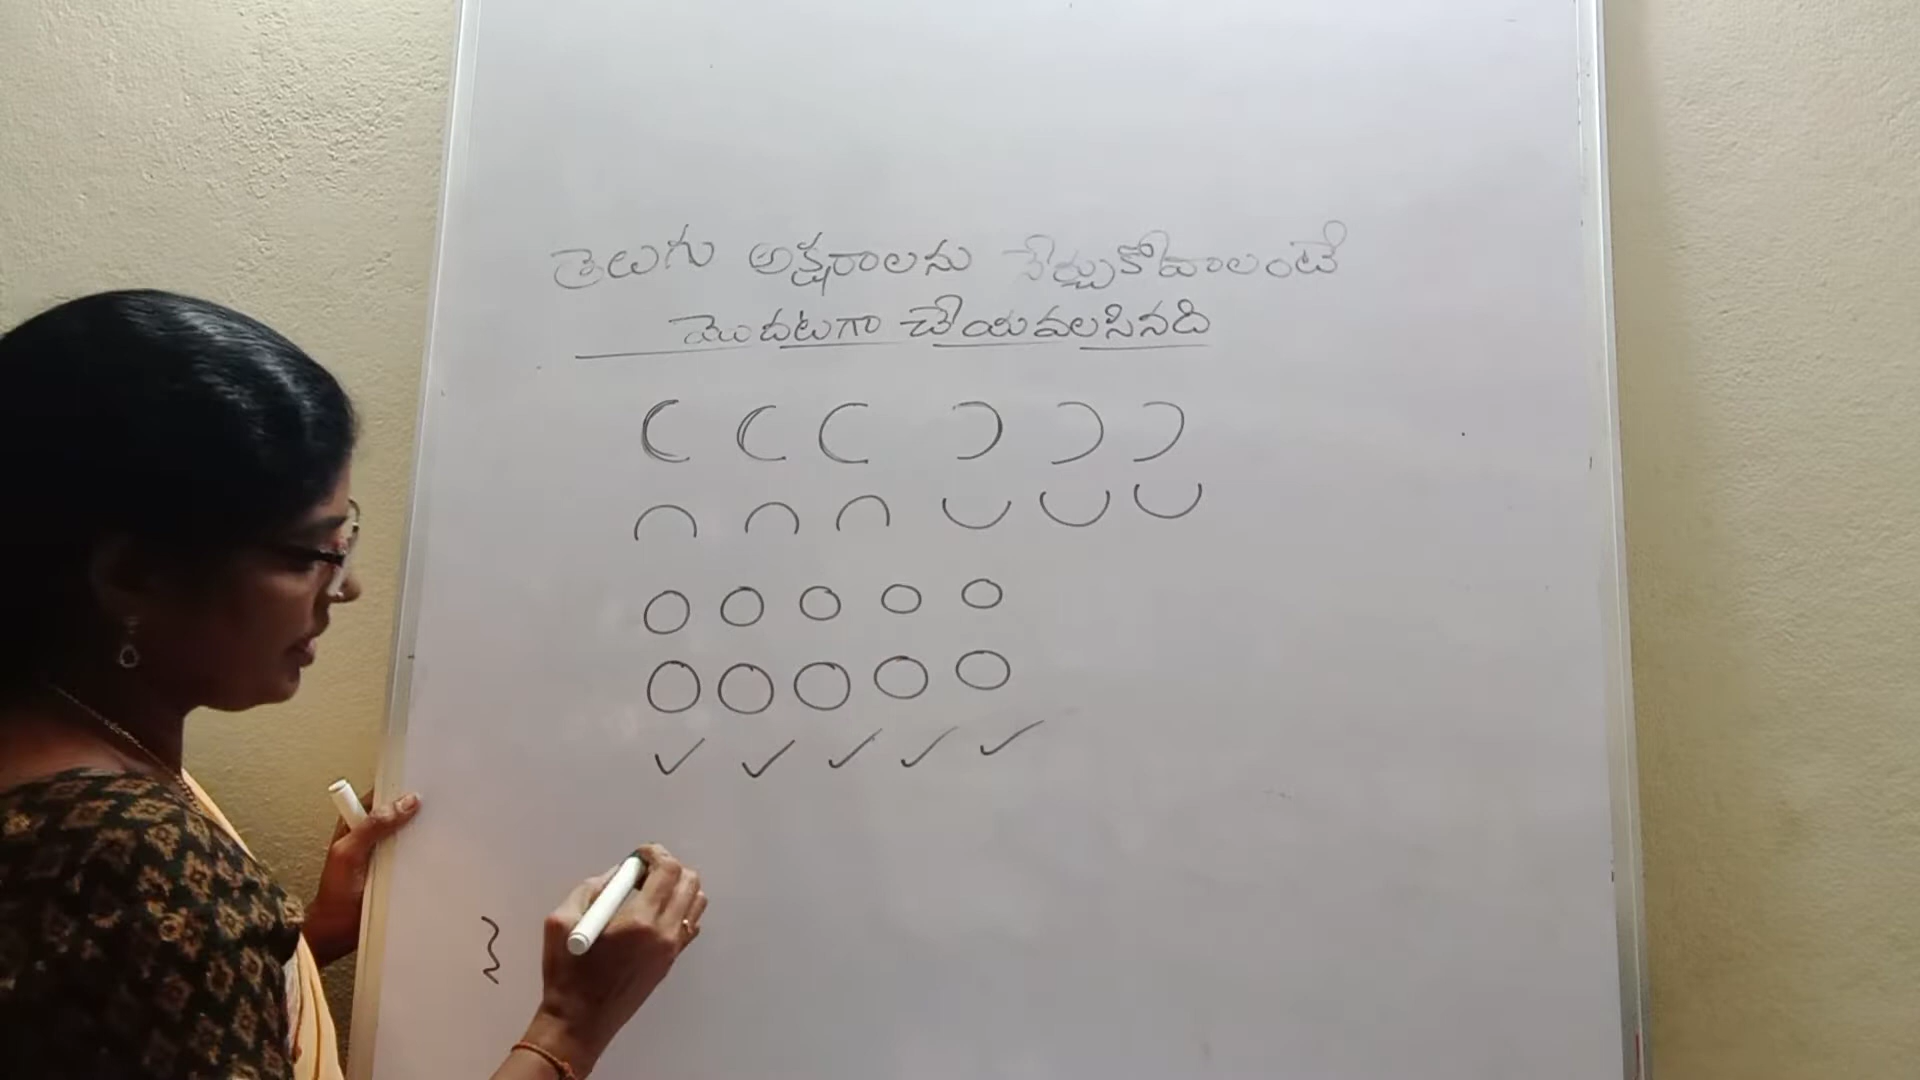 తెలుగు అక్షరాలను నేర్చుకోవాలంటే
మొదటగా చేయవలసినది